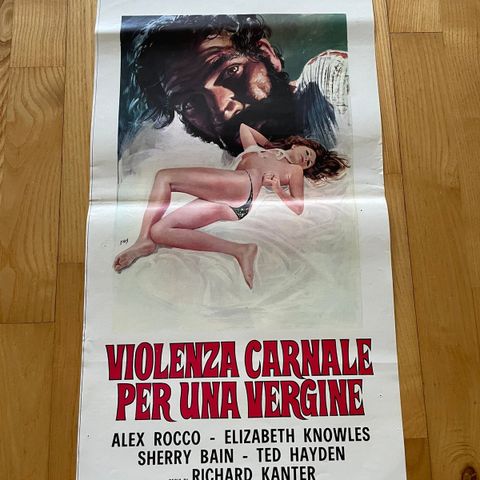 VIOLENZA CARNALE
PER UNA VERGINE
ALEX ROCCO - ELIZABETH KNOWLES
SHERRY BAIN - TED HAYDEN
RICHARD KANTER